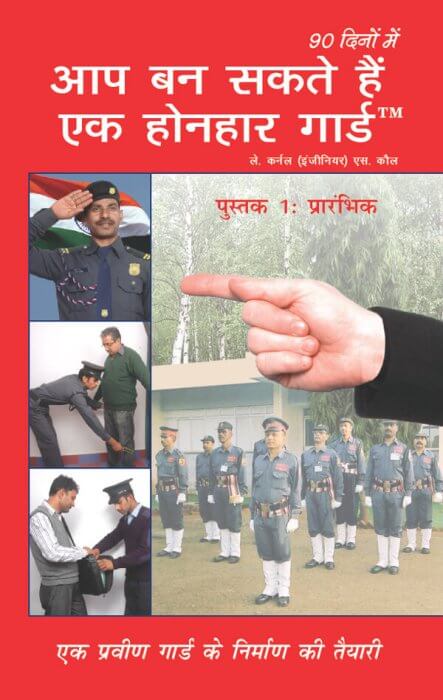 90 दिनों में
आप बन सकते हैं
एक होनहार गार्ड™
ले. कर्नल (इंजीनियर) एस. कौल
पुस्तक 1: प्रारंभिक
एक प्रवीण गार्ड के निर्माण की तैयारी